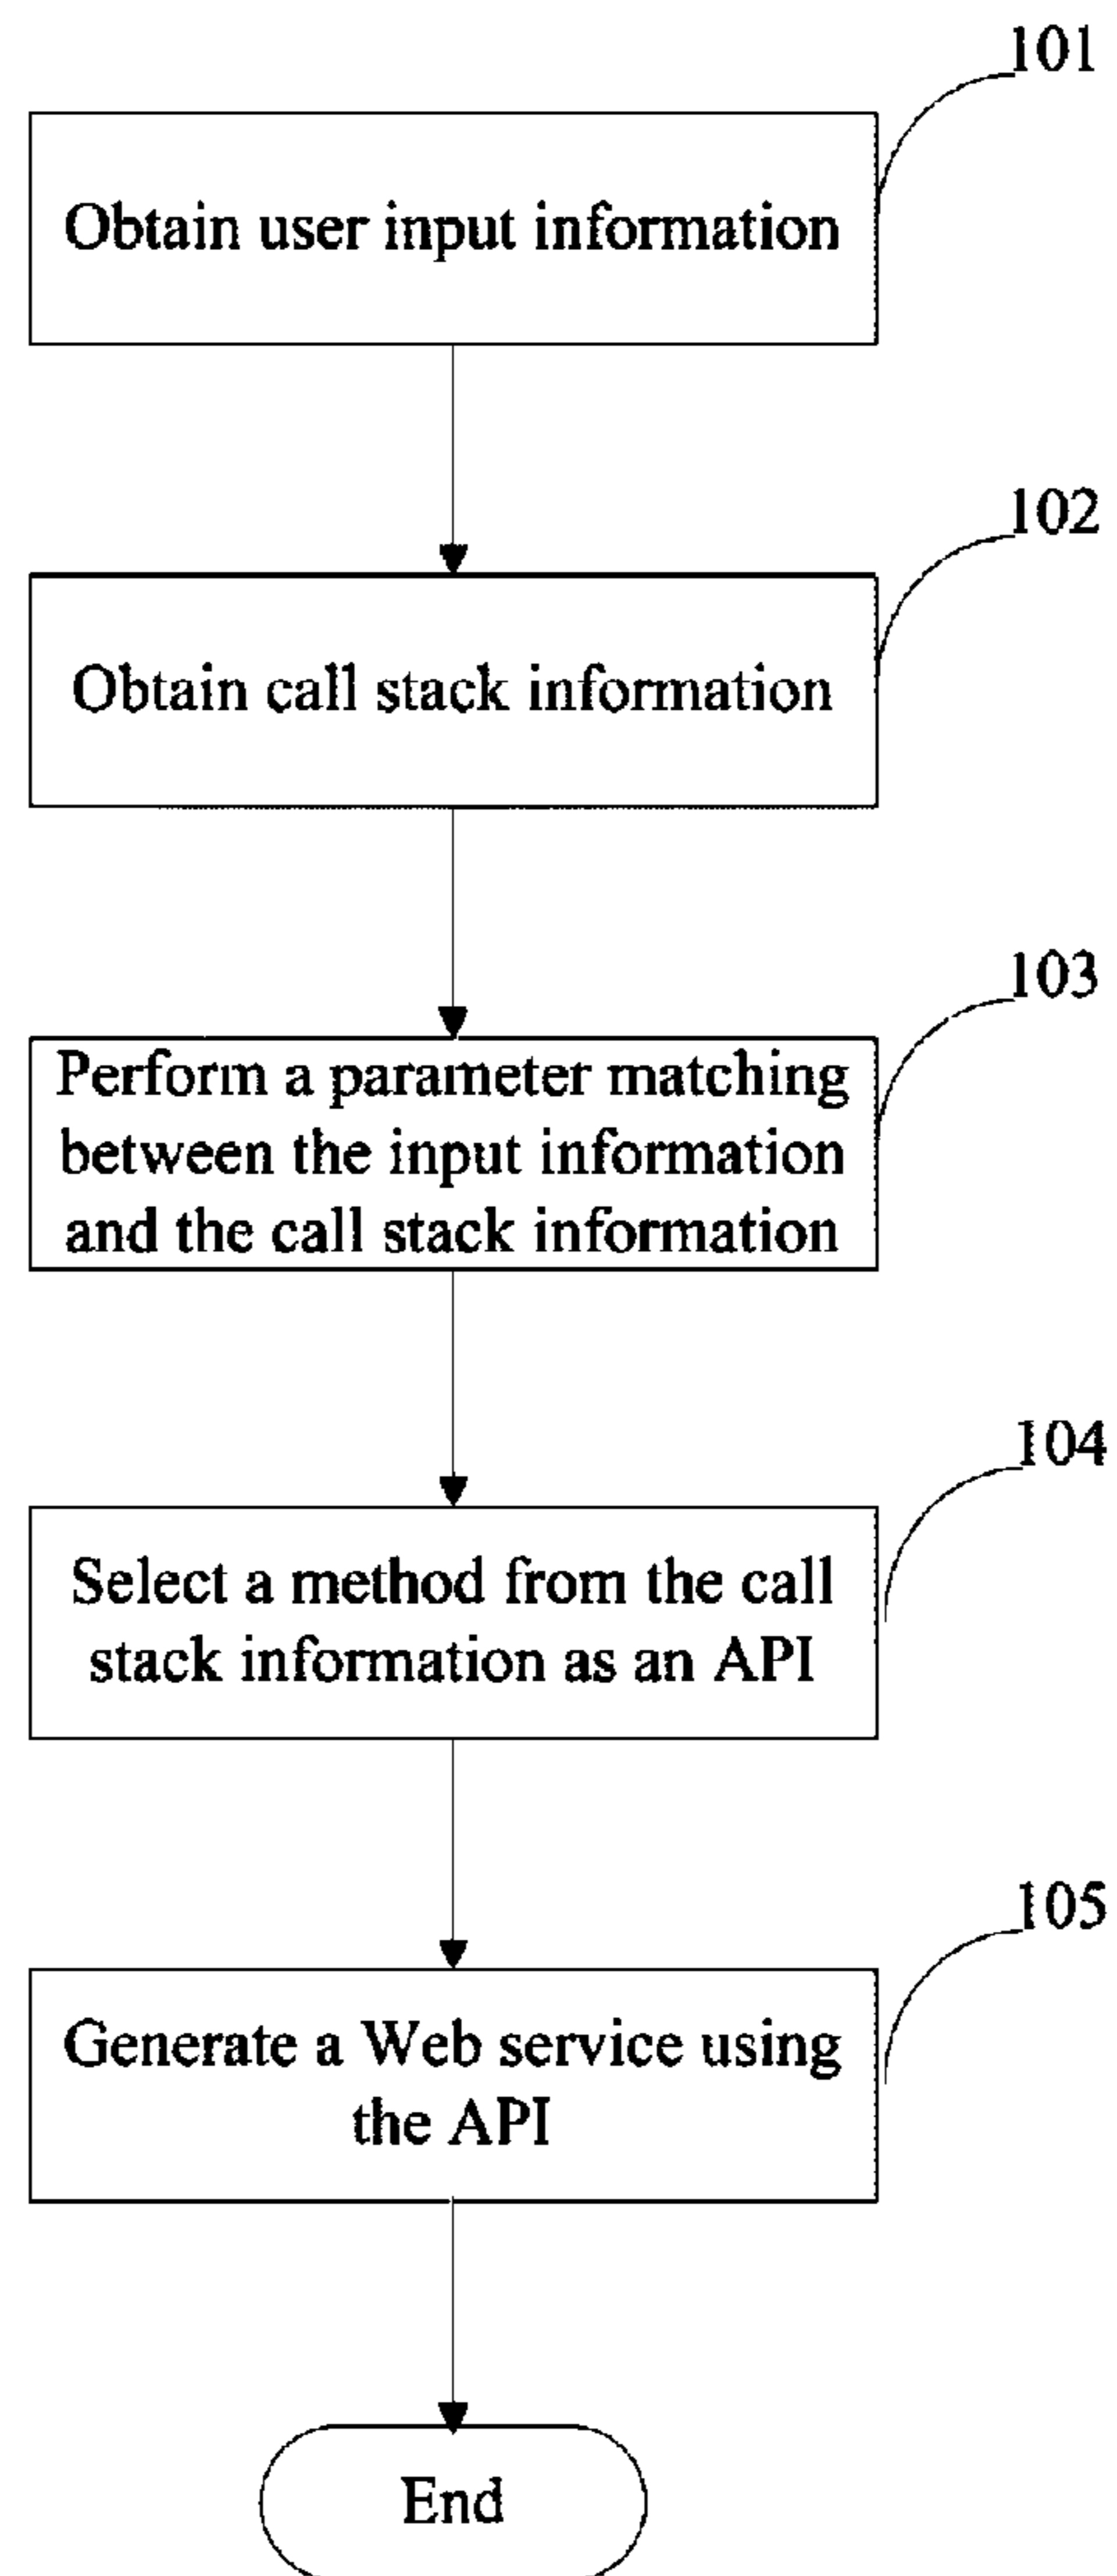 101
Obtain user input information
102
Obtain call stack information
103
Perform a parameter matching
between the input information
and the call stack information
104
Select a method from the call
stack information as an API
105
Generate a Web service using
the API
End